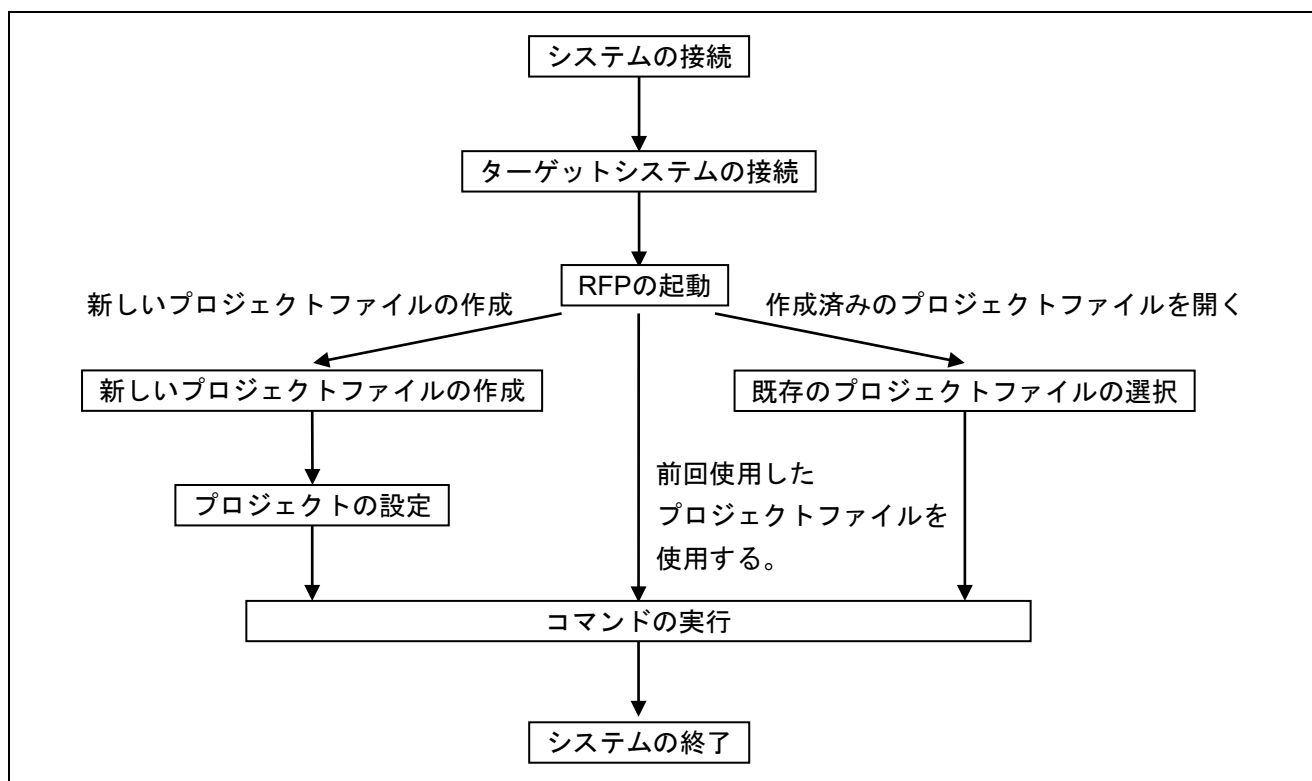 システムの接続
ターゲットシステムの接続
RFPの起動
新しいプロジェクトファイルの作成
作成済みのプロジェクトファイルを開く
新しいプロジェクトファイルの作成
既存のプロジェクトファイルの選択
プロジェクトの設定
前回使用した
プロジェクトファイルを
使用する。
コマンドの実行
システムの終了